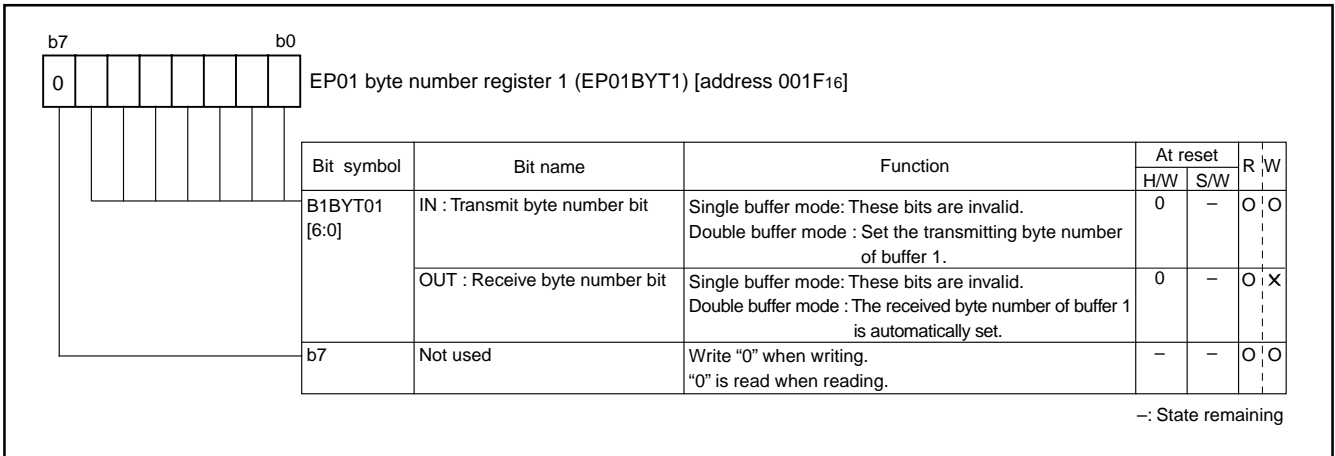 b7 b0
0 EP01 byte number register 1 (EP01BYT1) [address 001F16]
Bit symbol Bit name Function At reset R W
H/W S/W
B1BYT01 IN : Transmit byte number bit Single buffer mode: These bits are invalid. 0 – O O
[6:0] Double buffer mode : Set the transmitting byte number
of buffer 1.
OUT : Receive byte number bit Single buffer mode: These bits are invalid. 0 – O ✕
Double buffer mode : The received byte number of buffer 1
is automatically set.
b7 Not used Write “0” when writing. – – O O
“0” is read when reading.
–: State remaining